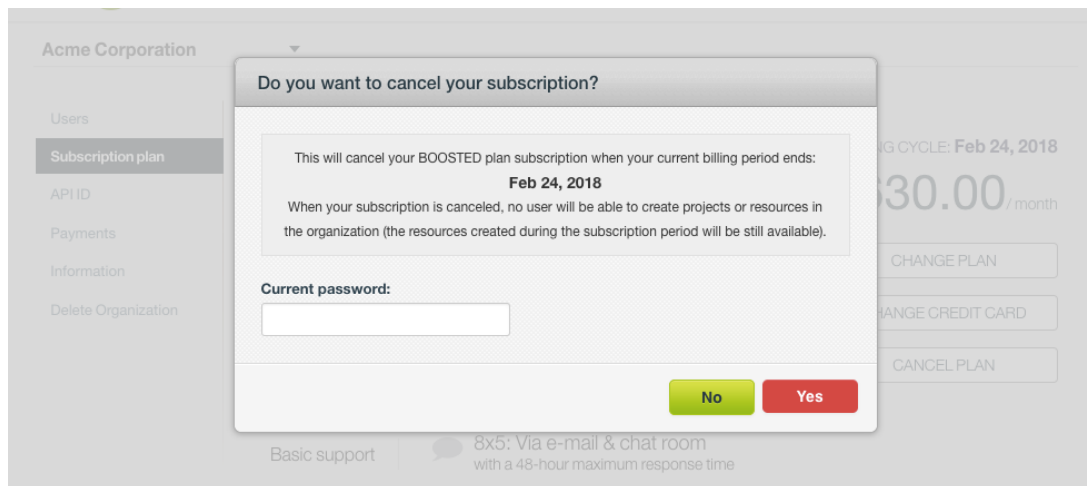 Acme Corporation
Do you want to cancel your subscription?
Users
Subscription plan
API ID
Payments
Information
Delete Organization
This will cancel your BOOSTED plan subscription when your current billing period ends:
Feb 24, 2018
When your subscription is canceled, no user will be able to create projects or resources in
the organization (the resources created during the subscription period will be still available).
Current password:
No
Yes
CYCLE: Feb 24, 2018
30.00/month
CHANGE PLAN
CREDIT CARD
CANCEL PLAN
Basic support
8x5: Via e-mail & chat room
with a 48-hour maximum response time